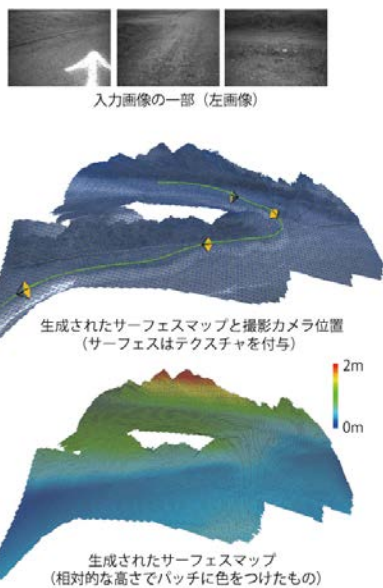 入力画像の一部（左画像）
生成されたサーフェスマップと撮影カメラ位置
（サーフェスはテクスチャを付与）
2m
0m
生成されたサーフェスマップ
（相対的な高さでパッチに色をつけたもの）